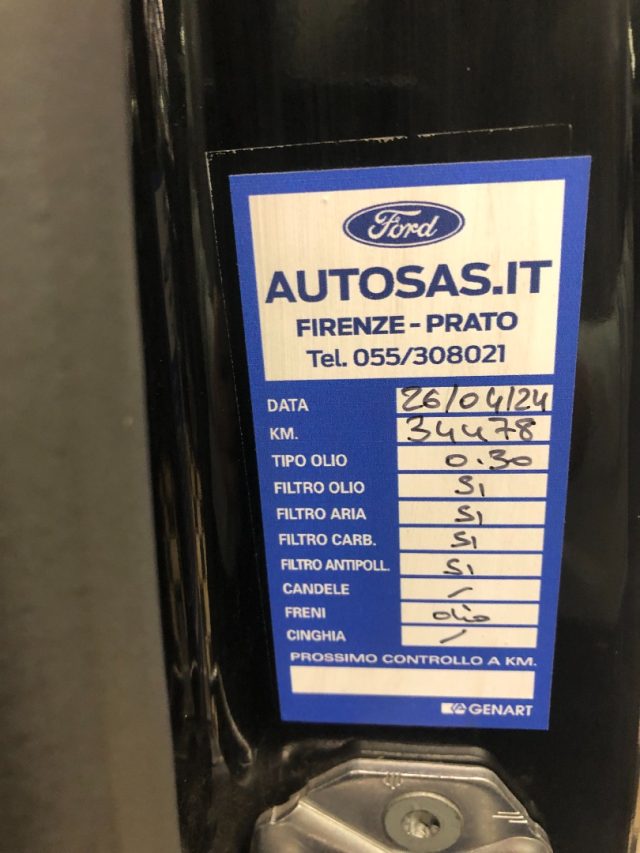 Ford
AUTOSAS.IT
FIRENZE - PRATO
Tel. 055/308021
DATA 26/04/24
KM. 34478
TIPO OLIO 0.30
FILTRO OLIO SI
FILTRO ARIA SI
FILTRO CARB. SI
FILTRO ANTIPOLL. SI
CANDELE /
FRENI olio
CINGHIA /
PROSSIMO CONTROLLO A KM.
GENART